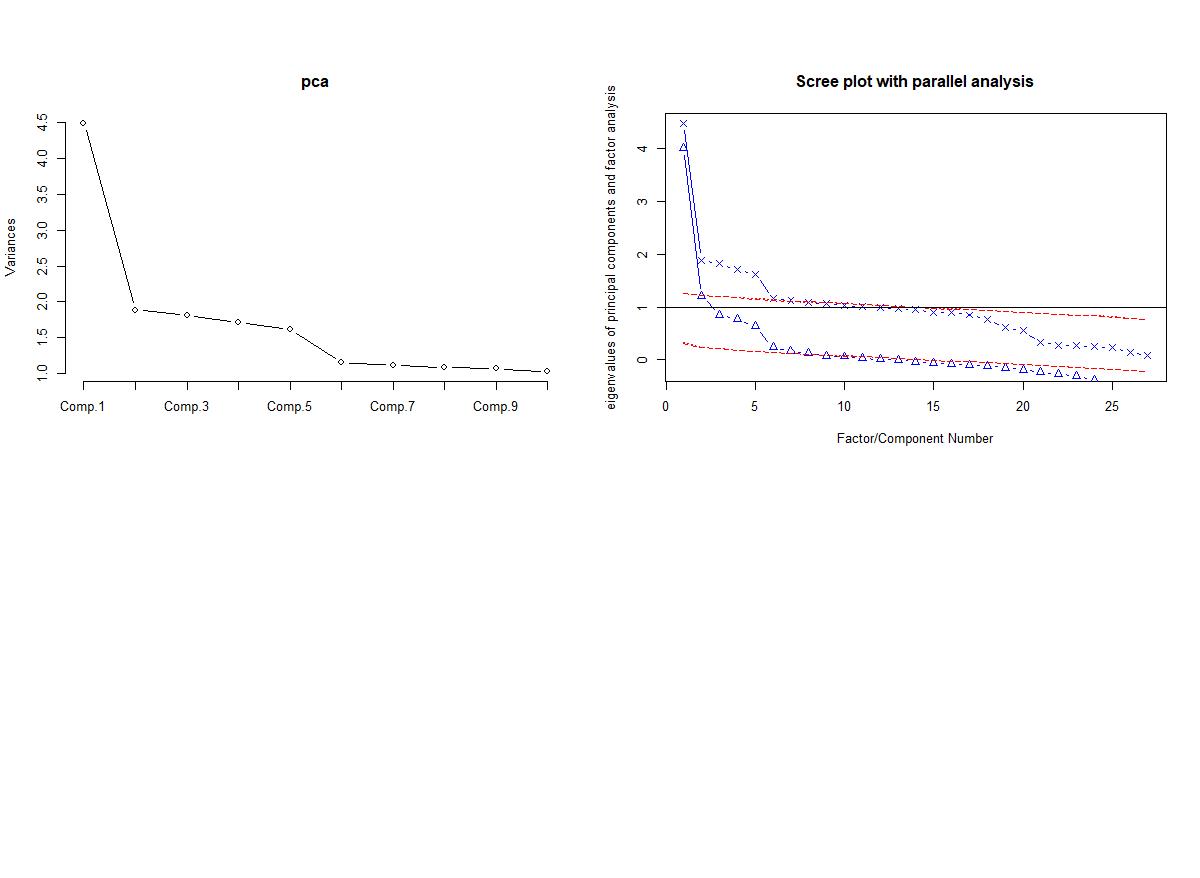 pca
Variances
4.5
4.0
3.5
3.0
2.5
2.0
1.5
1.0
Comp.1 Comp.3 Comp.5 Comp.7 Comp.9
Scree plot with parallel analysis
eigenvalues of principal components and factor analysis
4
3
2
1
0
0 5 10 15 20 25
Factor/Component Number